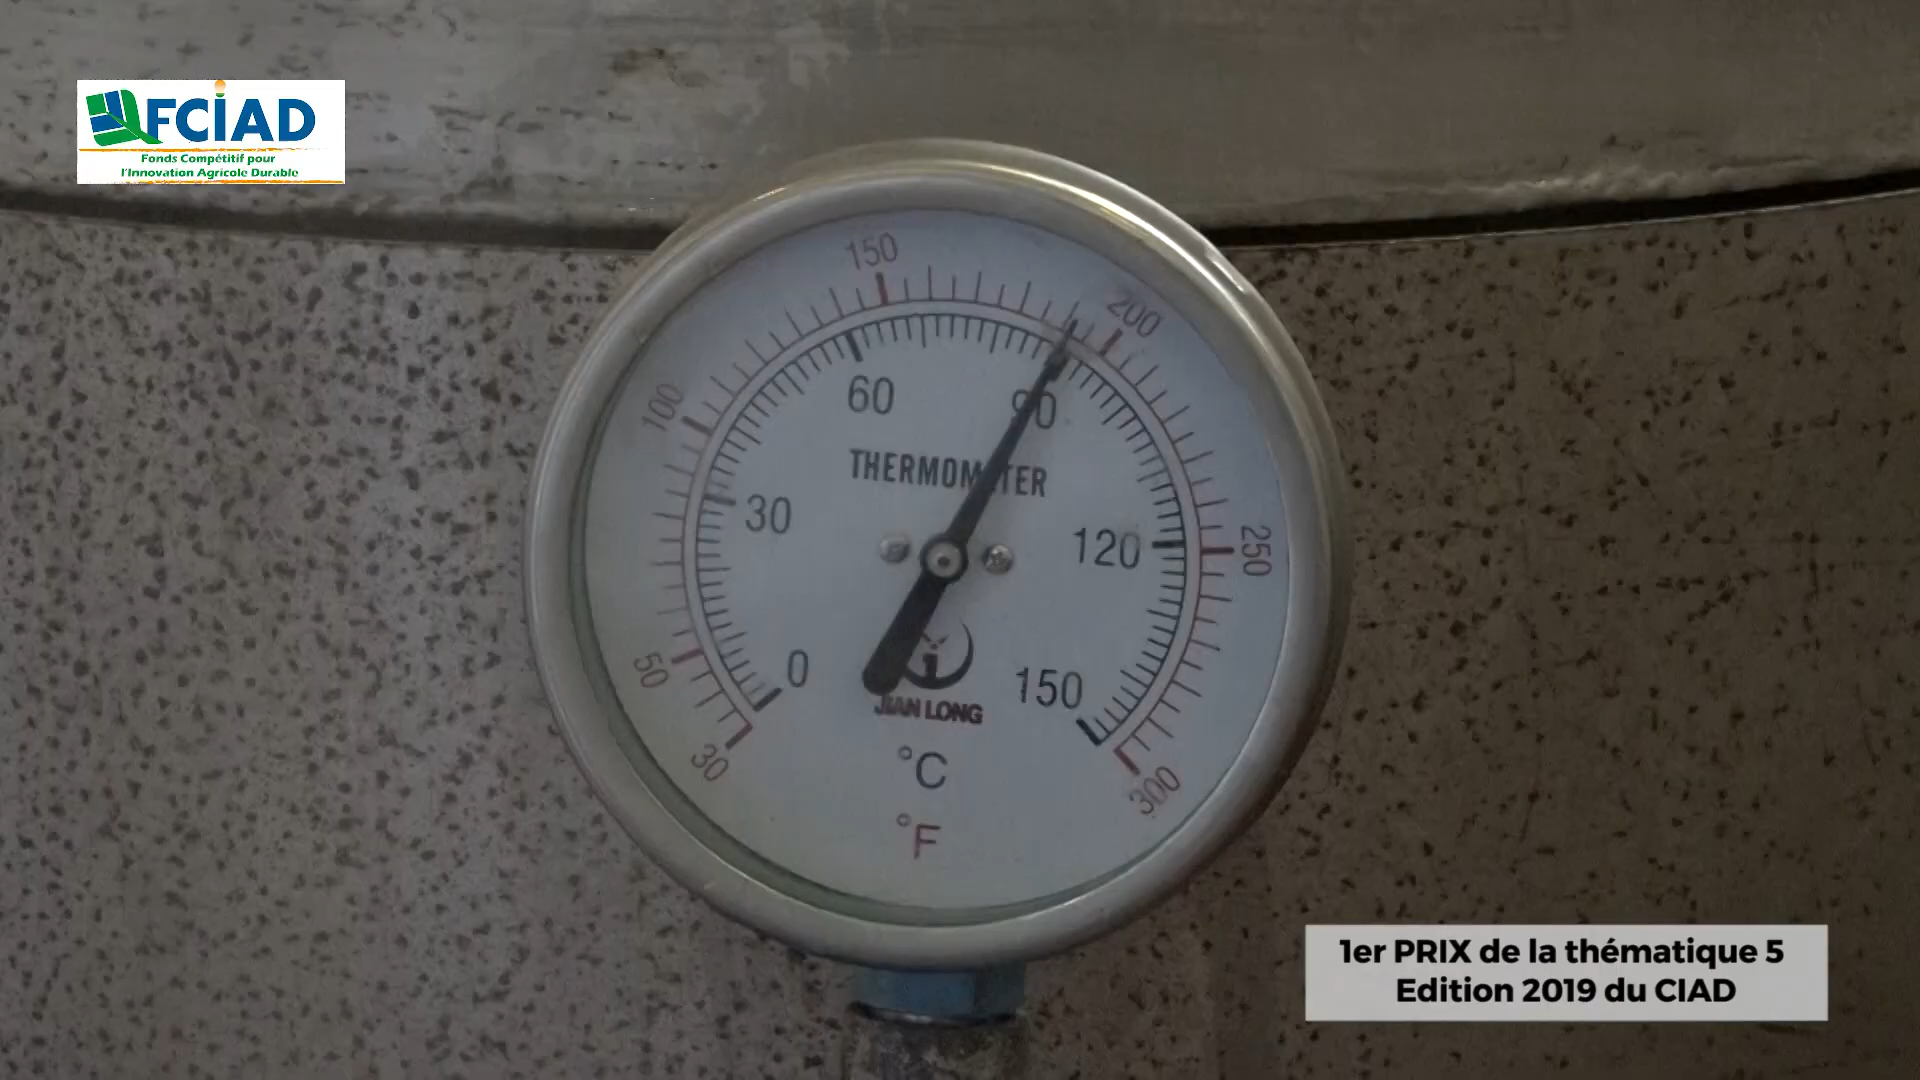 FCIAD
Fonds Compétitif pour
l'Innovation Agricole Durable
150
200
100
60
90
THERMOMETER
30
120
250
50
0
150
30
300
JIAN LONG
°C
°F
1er PRIX de la thématique 5
Edition 2019 du CIAD